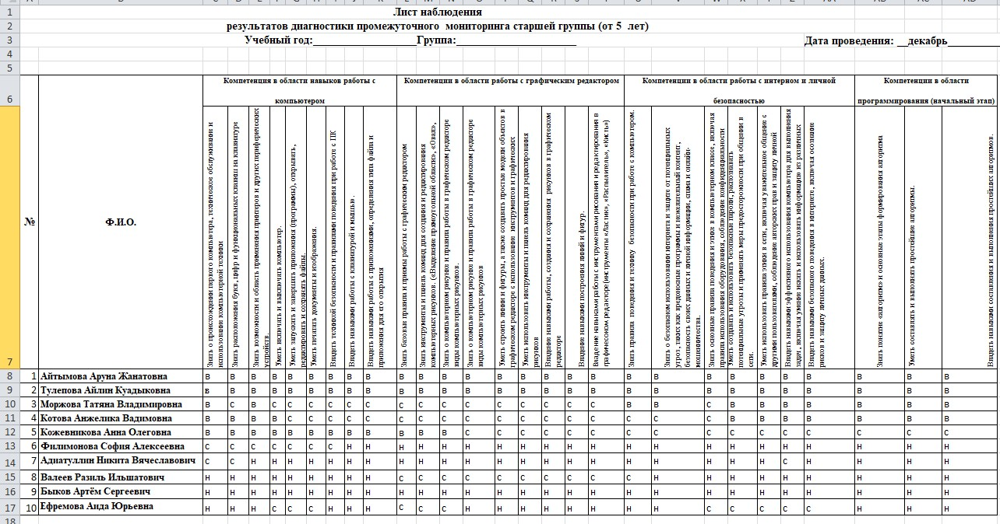 Лист наблюдения
результатов диагностики промежуточного мониторинга старшей группы (от 5 лет)
Учебный год:___________________Группа:______________________
Дата проведения: __декабрь__________
№
Ф.И.О.
Компетенция в области навыков работы с
компьютером
Компетенции в области работы с графическим редактором
Компетенции в области работы с интерном и личной
безопасностью
Компетенции в области
программирования (начальный этап)
Знать о происхождении первого компьютера, техническое обслуживание и
использование компьютерной техники
Знать расположения букв, цифр и функциональных клавиш на клавиатуре
Знать возможности и область применения принтеров и других периферических
устройств.
Уметь включать и выключать компьютер.
Уметь запускать и завершать приложения (программы), открывать,
редактировать и сохранять файлы.
Уметь печатать документы и изображения.
Владеть техникой безопасности и правилами поведения при работе с ПК
Владеть навыками работы с клавиатурой и мышью.
Владеть навыками работы с приложениями, определения типа файла и
приложения для его открытия
Знать базовые правила и приемы работы с графическим редактором
Знать инструменты и панель команд для создания и редактирования
компьютерных рисунков. («Выделение прямоугольной области», «Овал»,
Знать о компьютерном рисунке и правила работы в графическом редакторе
виды компьютерных рисунков.
Знать о компьютерном рисунке и правила работы в графическом редакторе
виды компьютерных рисунков
Уметь строить линии и фигуры, а также создавать простые модели объектов в
графическом редакторе с использование инструментов и графических
Уметь использовать инструменты и панель команд для редактирования
рисунков
Владение навыками работы, создания и сохранения рисунков в графическом
редакторе
Владение навыками построения линий и фигур.
Владение навыками работы с инструментами рисования и редактирования в
графическом редакторе(инструменты «Ластик», «Распылитель», «Кисть»)
Знать правила поведения и технику безопасности при работе с компьютером.
Знать о безопасном использовании интернета и защите от потенциальных
угроз, таких как вредоносные программы и нежелательный контент,
безопасность своих данных и личной информации, спама и онлайн-
мошенничества.
Знать основные правила поведения и этике в компьютерном классе, включая
правила использования оборудования, соблюдение конфиденциальности
Уметь создавать и использовать безопасные пароли, распознавать
потенциальные угрозы и применять меры предосторожности при общении в
сети.
Уметь использовать правила этики в сети, включая уважительное общение с
другими пользователями, соблюдение авторских прав и защиту личной
Владеть навыками эффективного использования компьютера для выполнения
задач, включая умение искать и использовать информацию из различных
Владеть навыками безопасного поведения в интернете, включая осознание
рисков и защиту личных данных.
Знать понятие «алгоритм» и основные этапы формирования алгоритма
Уметь составлять и выполнять простейшие алгоритмы.
Владеть навыками составления и выполнения простейших алгоритмов.
1 Айтымова Аруна Жанатовна в в в в в в в в в в в в в в в в в в в в в в в в в в в в
2 Тулепова Айлин Куадыковна в в в в в в в в в в в в в в в в в в в в в в в в в в в в
3 Моржова Татяна Владимировна в с в с с с с с с с с с с с с с с с в в с в в в в в в в
4 Котова Анжелика Вадимовна в в в в с с с с с с с с с с с с с с с с с в в в в в в в
5 Кожевникова Анна Олеговна в в в в в в в в в в в в с с с с с с с с с с с с с с с с
6 Филимонова София Алексеевна с с с с с с с н н н н н н н н н н н н н н н н н н н н н
7 Адиатуллин Никита Вячеславович с с н н н н н н н н н н н н н н н н н н н н н с н н н н
8 Валеев Разиль Ильшатович н н н н н н н н н с с с с с с с с с с н н н н н н н н н
9 Быков Артём Сергеевич н н н н н н н н н н н н н н н н н н н н н н н н н н н н
10 Ефремова Аида Юрьевна н н н с с н н н н с с с н н н н н н н н с с с с с н н н